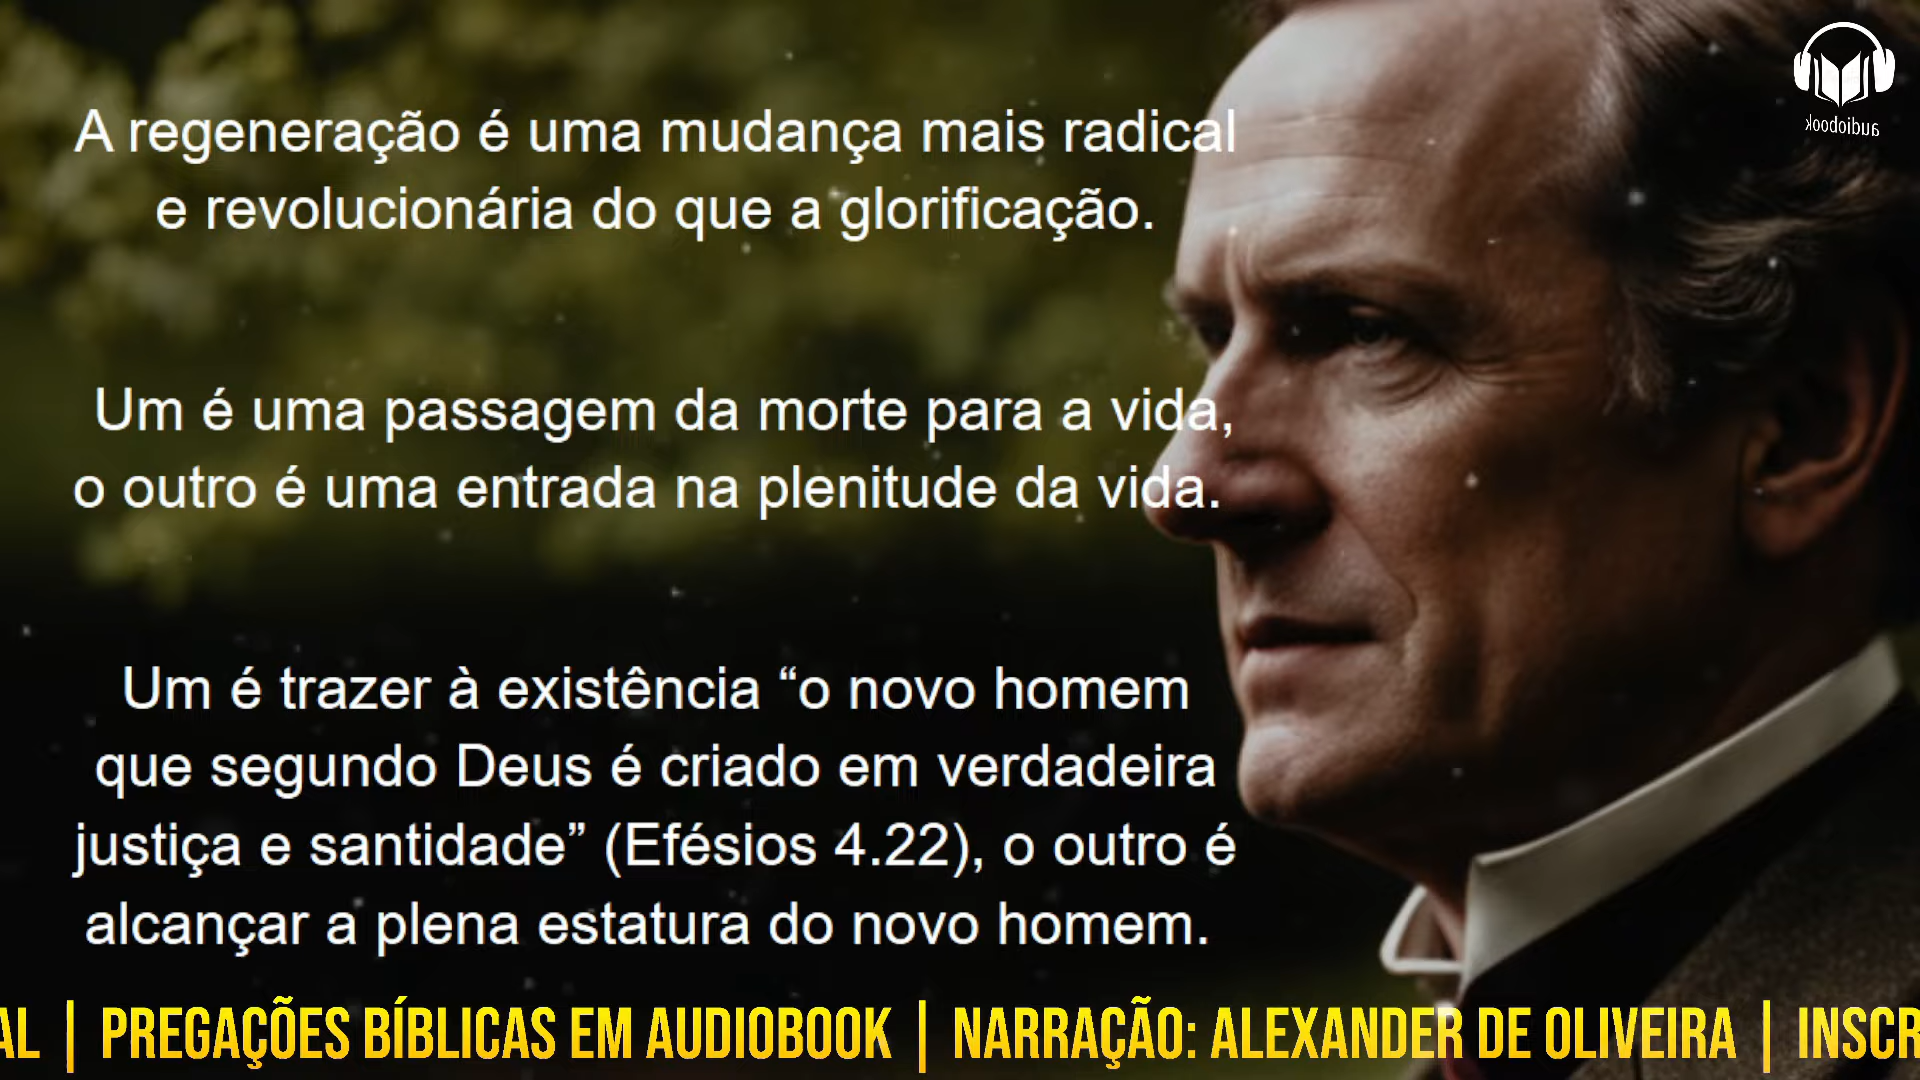 A regeneração é uma mudança mais radical
e revolucionária do que a glorificação.
Um é uma passagem da morte para a vida,
o outro é uma entrada na plenitude da vida.
Um é trazer à existência “o novo homem
que segundo Deus é criado em verdadeira
justiça e santidade” (Efésios 4.22), o outro é
alcançar a plena estatura do novo homem.
audiobook
AL | PREGAÇÕES BÍBLICAS EM AUDIOBOOK | NARRAÇÃO: ALEXANDER DE OLIVEIRA | INSCR